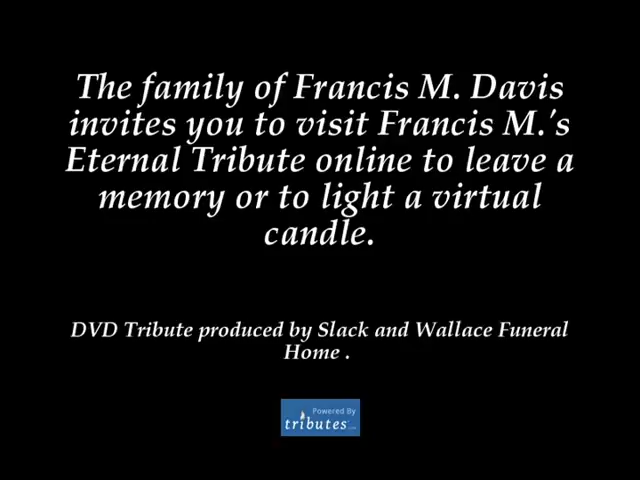 The family of Francis M. Davis
invites you to visit Francis M.'s
Eternal Tribute online to leave a
memory or to light a virtual
candle.
DVD Tribute produced by Slack and Wallace Funeral
Home .
Powered By
tributes.com